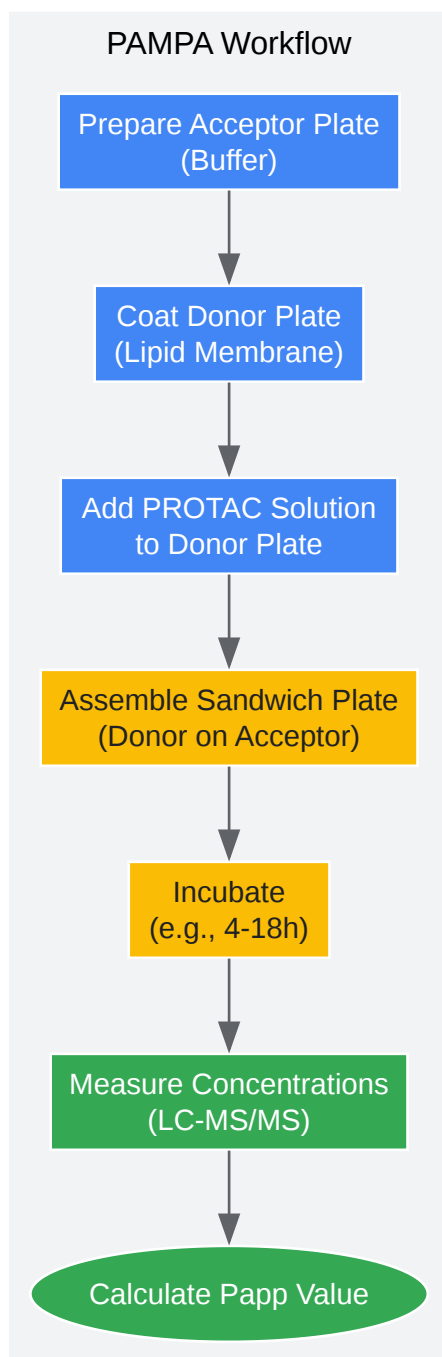 PAMPA Workflow
Prepare Acceptor Plate
(Buffer)
Coat Donor Plate
(Lipid Membrane)
Add PROTAC Solution
to Donor Plate
Assemble Sandwich Plate
(Donor on Acceptor)
Incubate
(e.g., 4-18h)
Measure Concentrations
(LC-MS/MS)
Calculate Papp Value